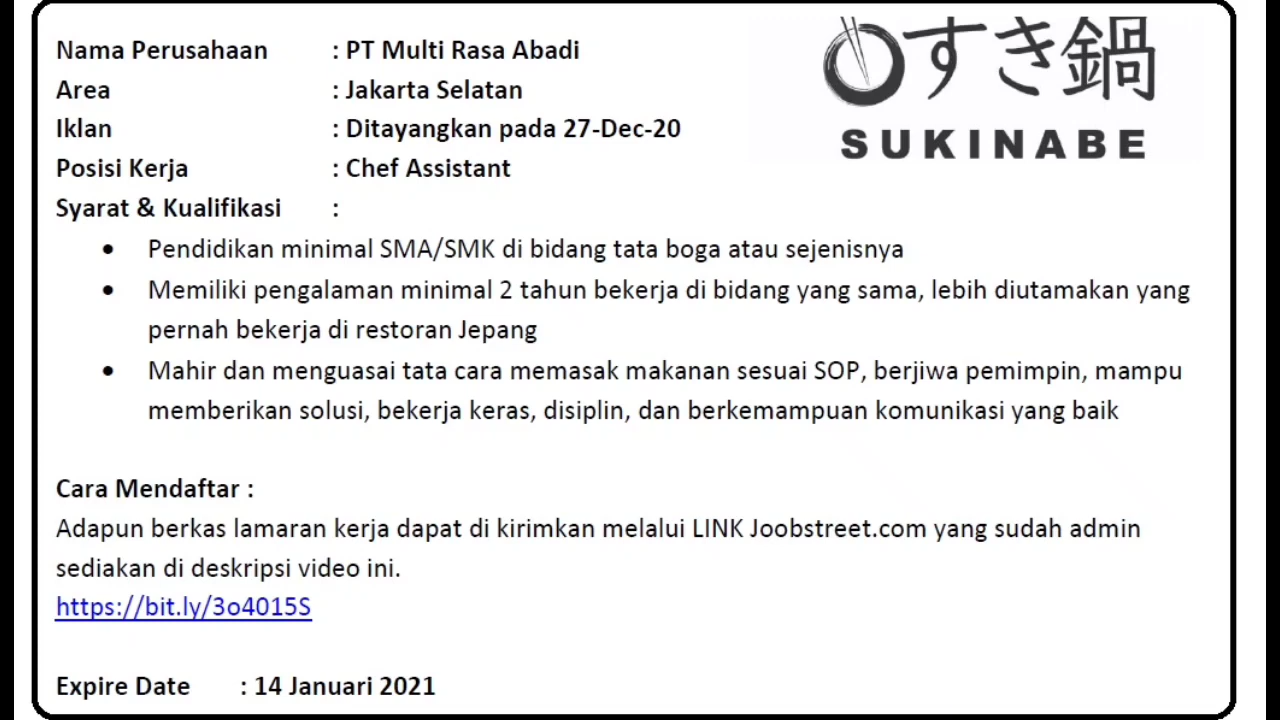 Nama Perusahaan : PT Multi Rasa Abadi
Area : Jakarta Selatan
Iklan : Ditayangkan pada 27-Dec-20
Posisi Kerja : Chef Assistant
Syarat & Kualifikasi :
すき鍋
SUKINABE
• Pendidikan minimal SMA/SMK di bidang tata boga atau sejenisnya
• Memiliki pengalaman minimal 2 tahun bekerja di bidang yang sama, lebih diutamakan yang
pernah bekerja di restoran Jepang
• Mahir dan menguasai tata cara memasak makanan sesuai SOP, berjiwa pemimpin, mampu
memberikan solusi, bekerja keras, disiplin, dan berkemampuan komunikasi yang baik
Cara Mendaftar :
Adapun berkas lamaran kerja dapat di kirimkan melalui LINK Joobstreet.com yang sudah admin
sediakan di deskripsi video ini.
https://bit.ly/3o4015S
Expire Date : 14 Januari 2021